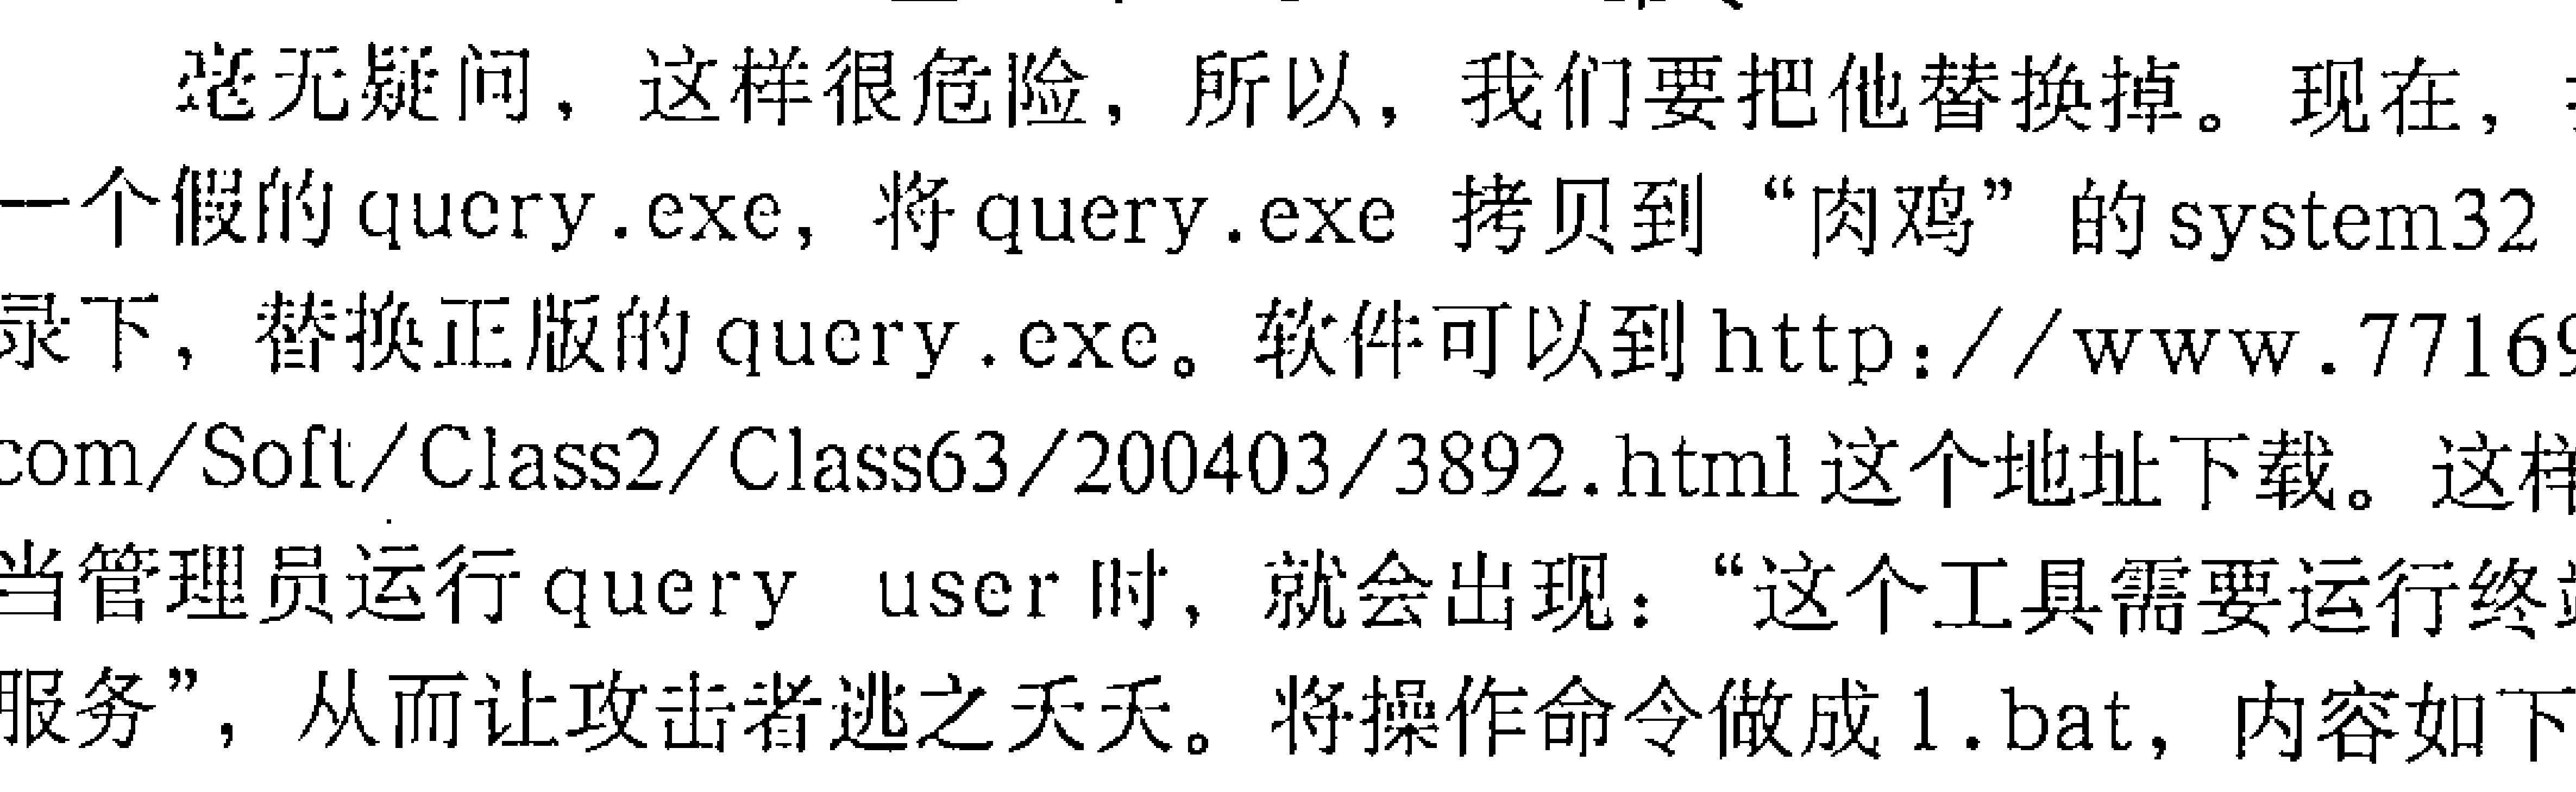 毫无疑问，这样很危险，所以，我们要把他替换掉。现在，
一个假的query.exe，将query.exe 拷贝到“肉鸡”的system32
录下，替换正版的query.exe。软件可以到http://www.77169
com/Soft/Class2/Class63/200403/3892.html这个地址下载。这样
当管理员运行query user时，就会出现：“这个工具需要运行终端
服务”，从而让攻击者逃之夭夭。将操作命令做成1.bat，内容如下